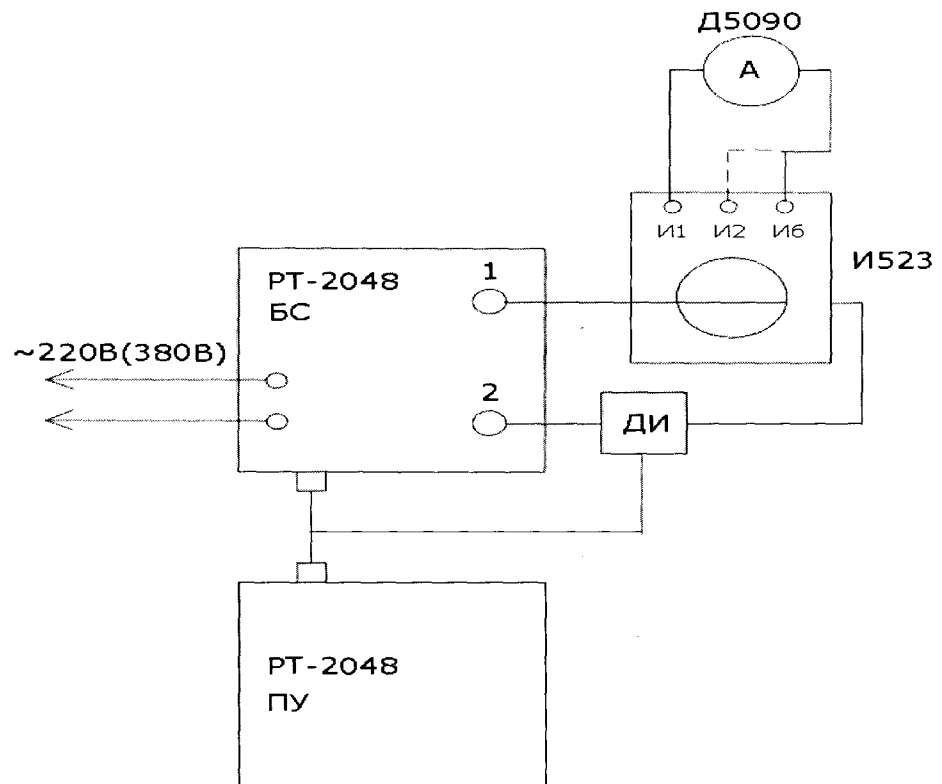 Д5090
А
И1 И2 И6
И523
РТ-2048
БС
1
~220В(380В)
2
ДИ
РТ-2048
ПУ